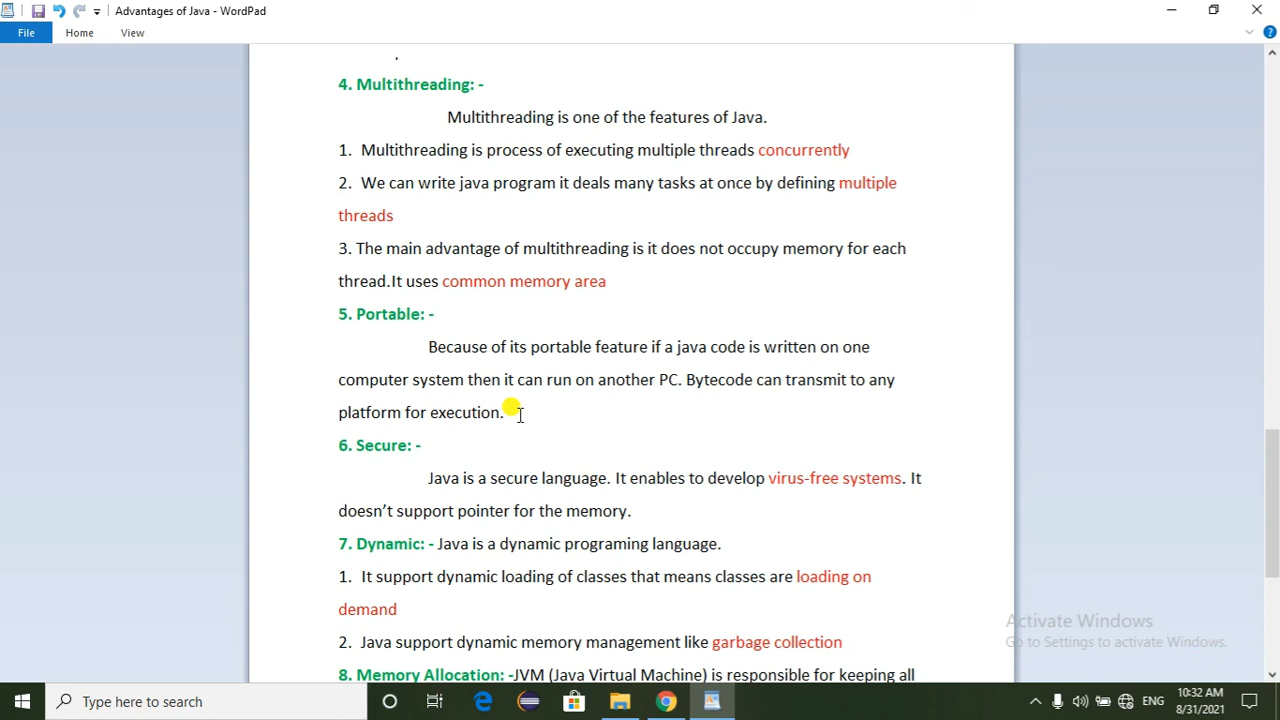 Advantages of Java - WordPad
File Home View
4. Multithreading: -
Multithreading is one of the features of Java.
1. Multithreading is process of executing multiple threads concurrently
2. We can write java program it deals many tasks at once by defining multiple
threads
3. The main advantage of multithreading is it does not occupy memory for each
thread.It uses common memory area
5. Portable: -
Because of its portable feature if a java code is written on one
computer system then it can run on another PC. Bytecode can transmit to any
platform for execution.
6. Secure: -
Java is a secure language. It enables to develop virus-free systems. It
doesn’t support pointer for the memory.
7. Dynamic: - Java is a dynamic programing language.
1. It support dynamic loading of classes that means classes are loading on
demand
2. Java support dynamic memory management like garbage collection
8. Memory Allocation: -JVM (Java Virtual Machine) is responsible for keeping all
Activate Windows
Go to Settings to activate Windows.
Type here to search
ENG
10:32 AM
8/31/2021